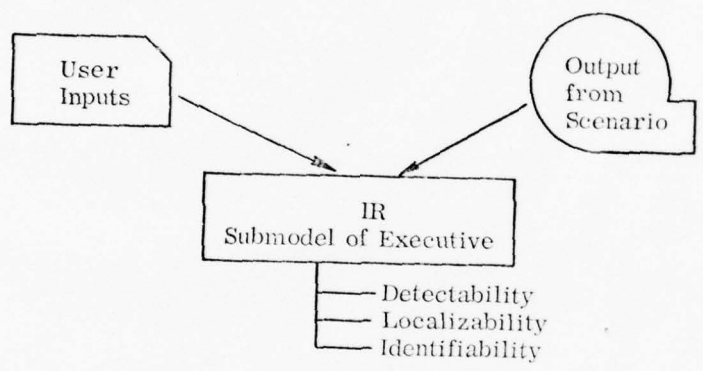 User
Inputs
Output
from
Scenario
IR
Submodel of Executive
Detectability
Localizability
Identifiability